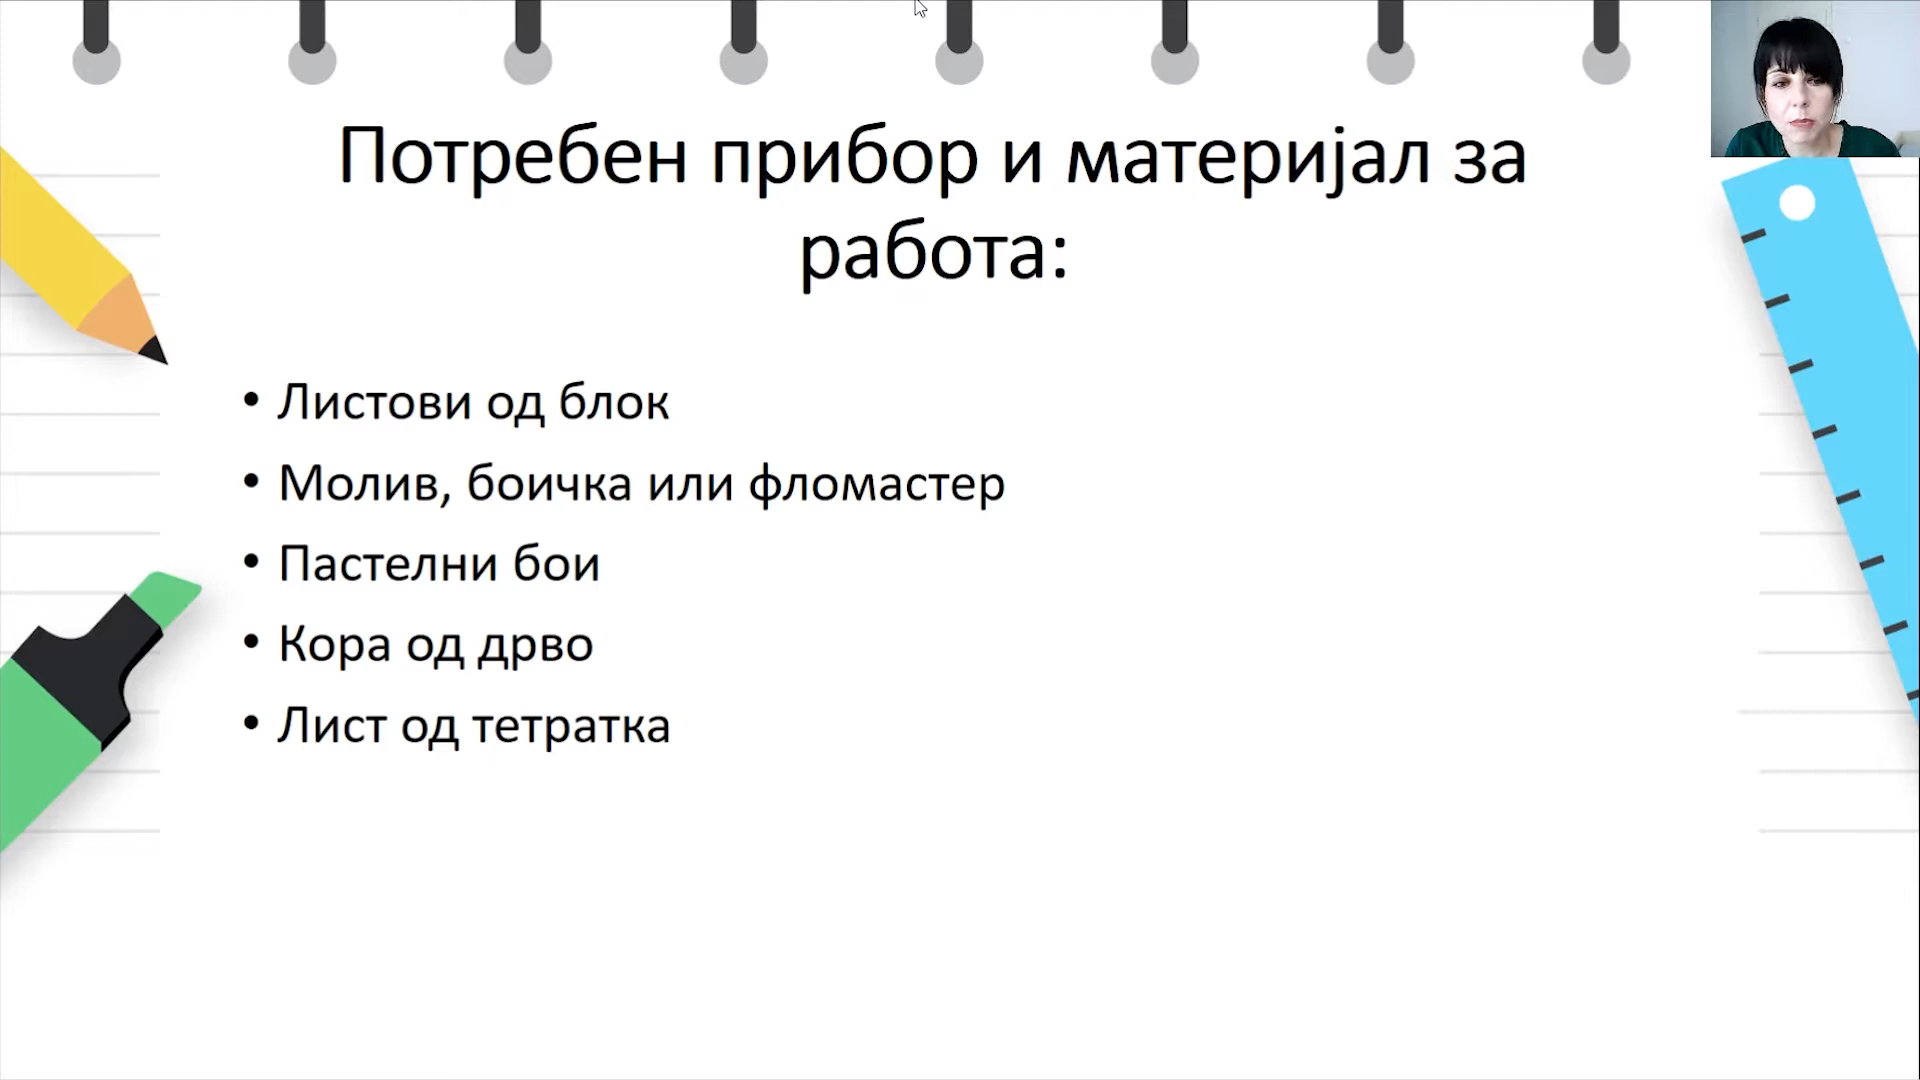 Потребен прибор и материјал за
работа:
• Листови од блок
• Молив, боичка или фломастер
• Пастелни бои
• Кора од дрво
• Лист од тетратка